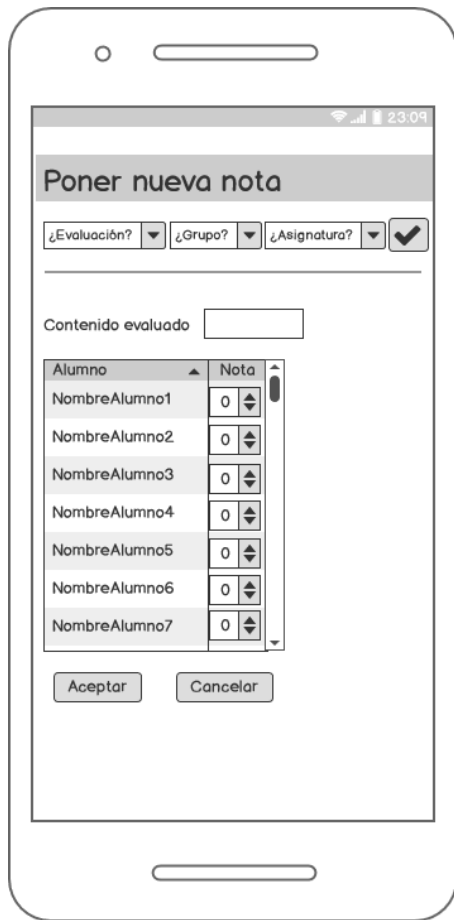 23:09
Poner nueva nota
¿Evaluación? ¿Grupo? ¿Asignatura?
Contenido evaluado
Alumno Nota
NombreAlumno1 0
NombreAlumno2 0
NombreAlumno3 0
NombreAlumno4 0
NombreAlumno5 0
NombreAlumno6 0
NombreAlumno7 0
Aceptar Cancelar